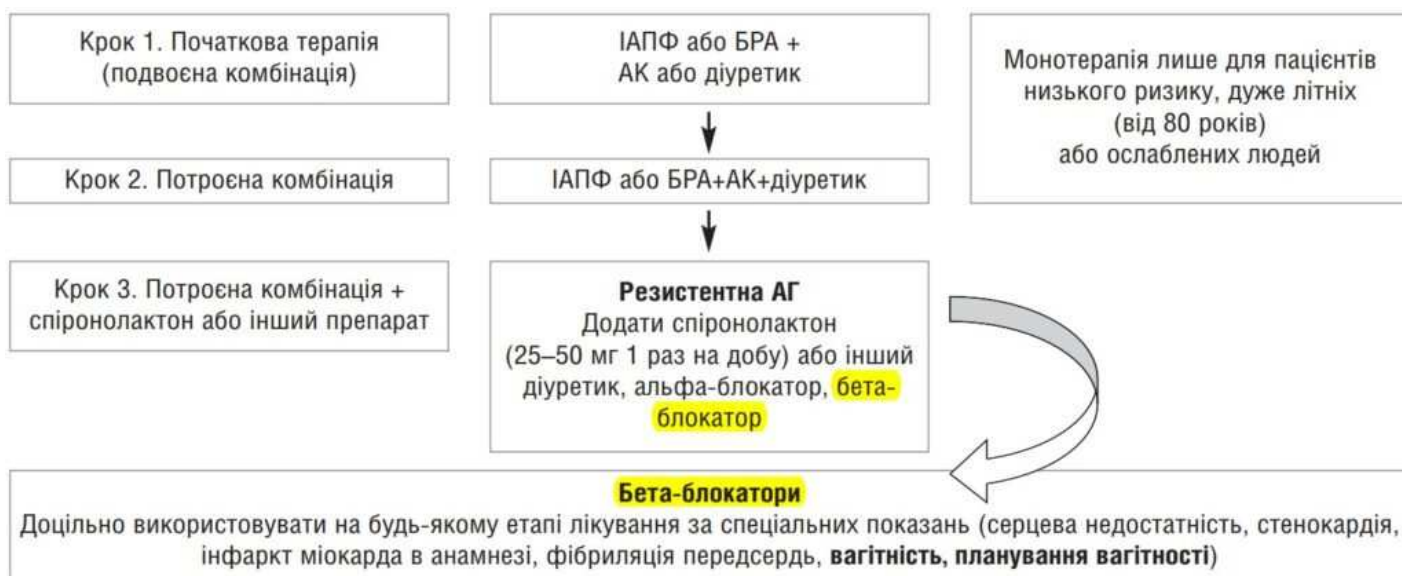 Крок 1. Початкова терапія
(подвоєна комбінація)
ІАПФ або БРА +
АК або діуретик
Монотерапія лише для пацієнтів
низького ризику, дуже літніх
(від 80 років)
або ослаблених людей
Крок 2. Потроєна комбінація
ІАПФ або БРА+АК+діуретик
Крок 3. Потроєна комбінація +
спіронолактон або інший препарат
Резистентна АГ
Додати спіронолактон
(25–50 мг 1 раз на добу) або інший
діуретик, альфа-блокатор, бета-
блокатор
Бета-блокатори
Доцільно використовувати на будь-якому етапі лікування за спеціальних показань (серцева недостатність, стенокардія,
інфаркт міокарда в анамнезі, фібриляція передсердь, вагітність, планування вагітності)